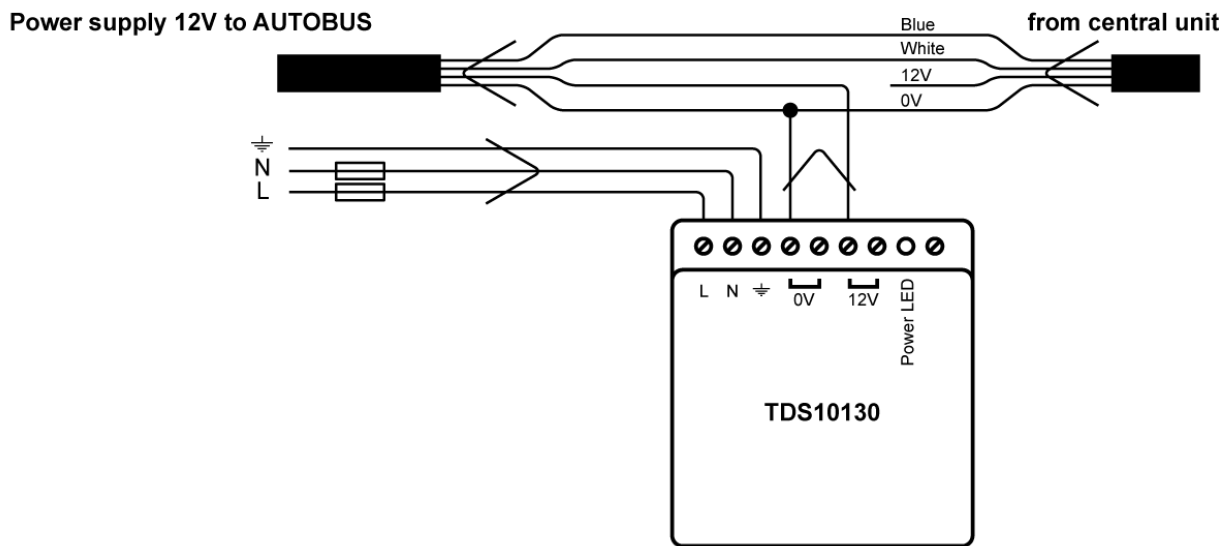 Power supply 12V to AUTOBUS
from central unit
Blue
White
12V
0V
N
L
L N 0V 12V Power LED
TDS10130